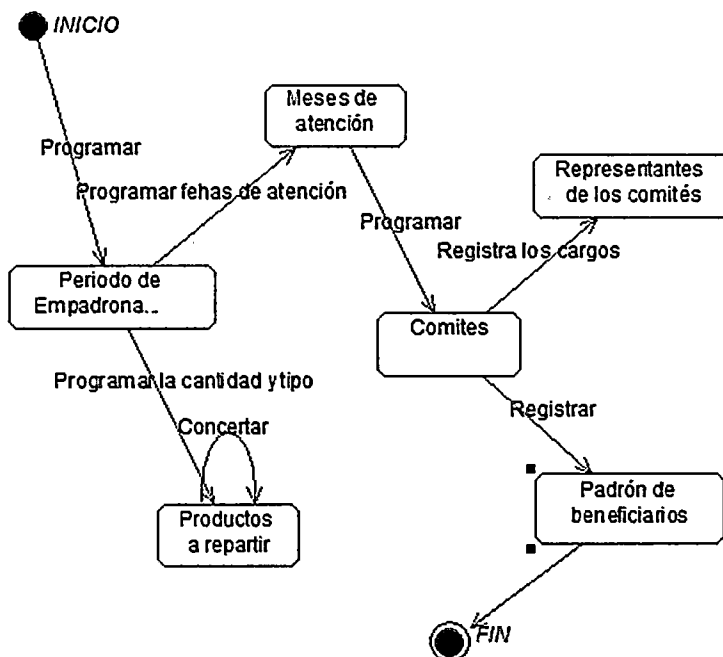 INICIO
Meses de
atención
Programar
Representantes
de los comités
Programar fehas de atención
Programar
Registra los cargos
Periodo de
Empadrona...
Comites
Programar la cantidad y tipo
Registrar
Concertar
Padrón de
beneficiarios
Productos
a repartir
FIN